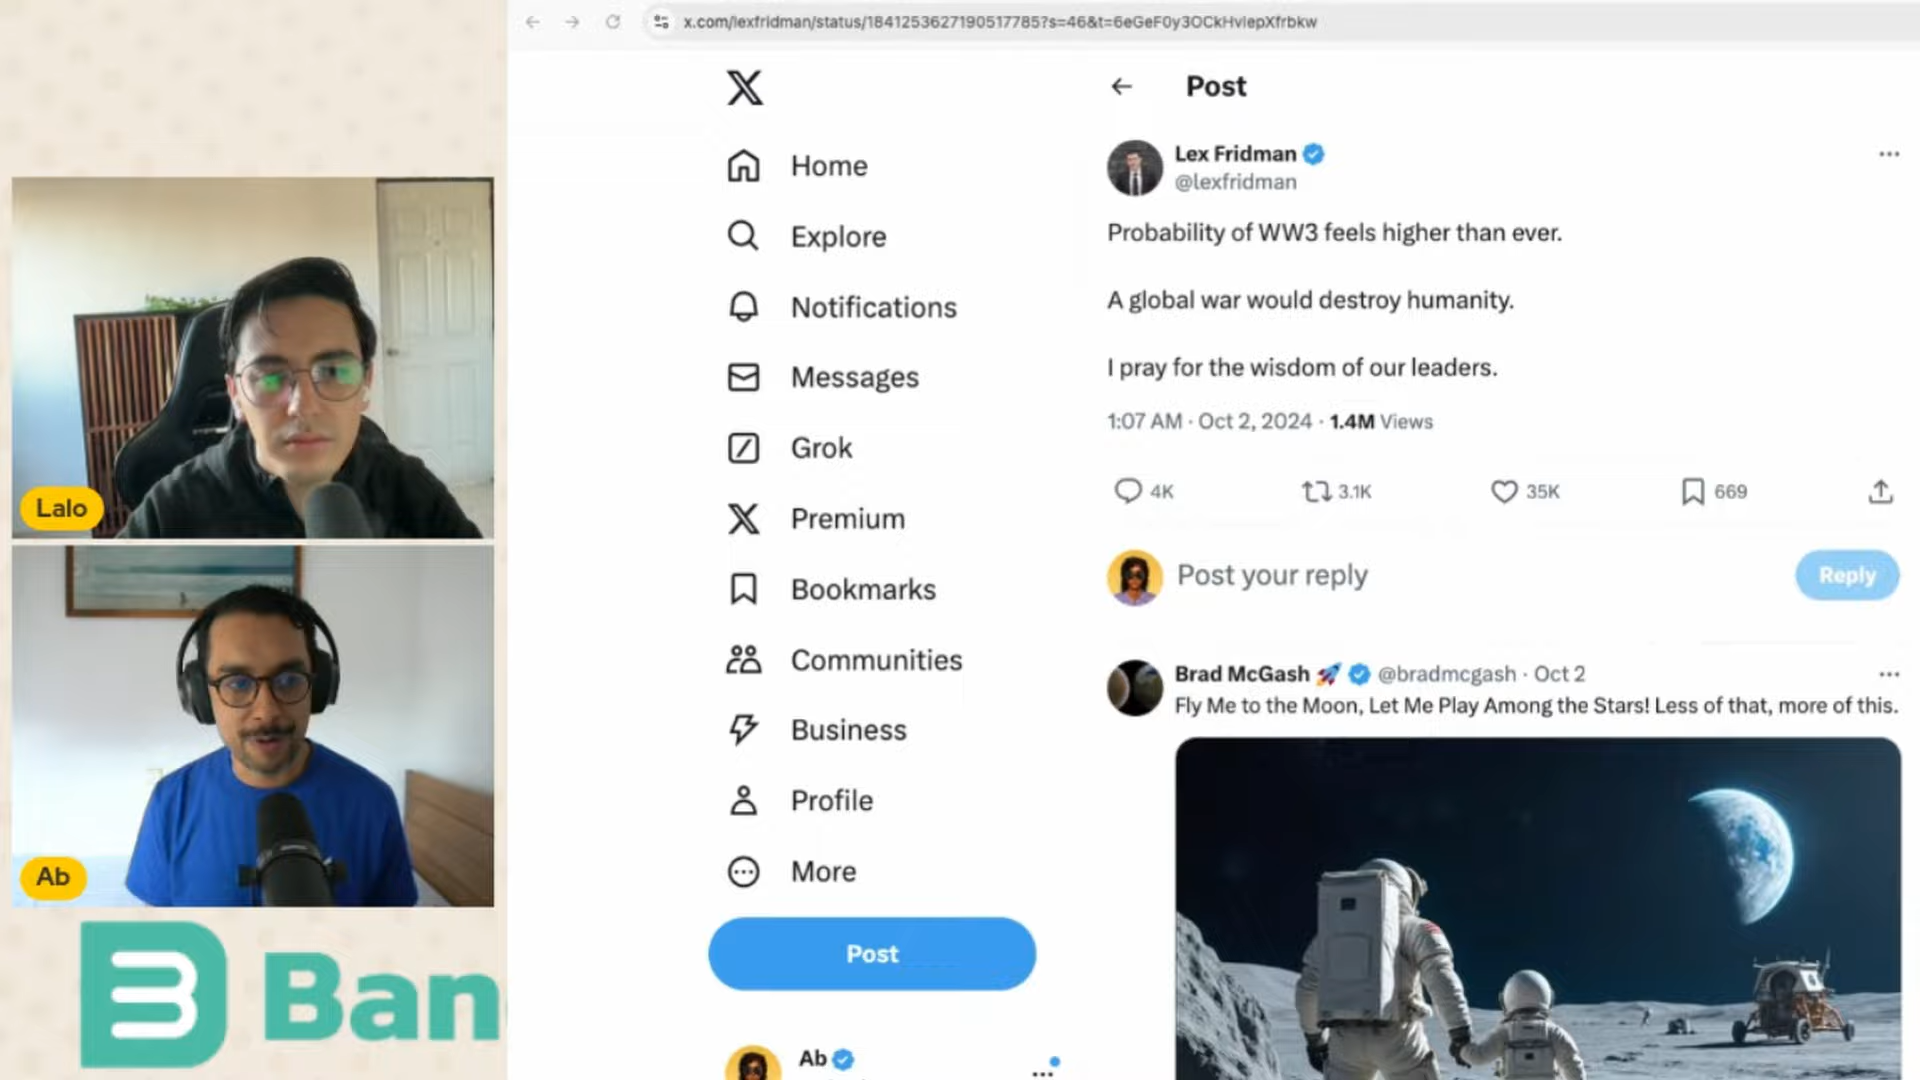 x.com/lexfridman/status/1841253627190517785?s=46&t=6eGeF0y3OCkHvIepXfrbkw
Lalo
Ab
Ban
Home
Explore
Notifications
Messages
Grok
Premium
Bookmarks
Communities
Business
Profile
More
Post
Ab
Post
Lex Fridman
@lexfridman
Probability of WW3 feels higher than ever.
A global war would destroy humanity.
I pray for the wisdom of our leaders.
1:07 AM · Oct 2, 2024 · 1.4M Views
4K 3.1K 35K 669
Post your reply
Reply
Brad McGash 🚀 @bradmcgash · Oct 2
Fly Me to the Moon, Let Me Play Among the Stars! Less of that, more of this.